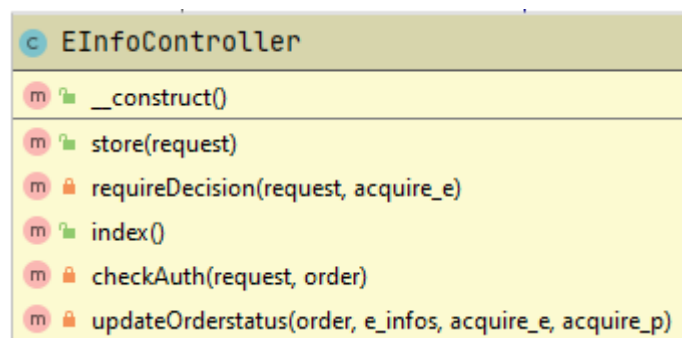 c EInfoController
m __construct()
m store(request)
m requireDecision(request, acquire_e)
m index()
m checkAuth(request, order)
m updateOrderstatus(order, e_infos, acquire_e, acquire_p)